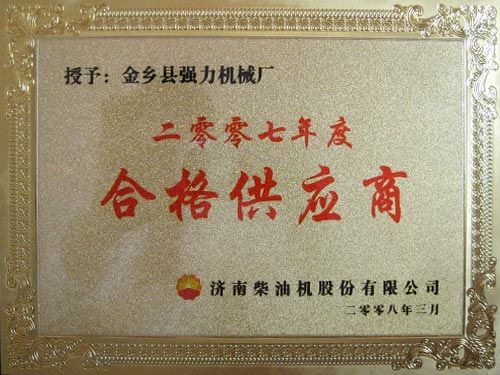 授予：金乡县强力机械厂
二零零七年度
合格供应商
济南柴油机股份有限公司
二零零八年三月